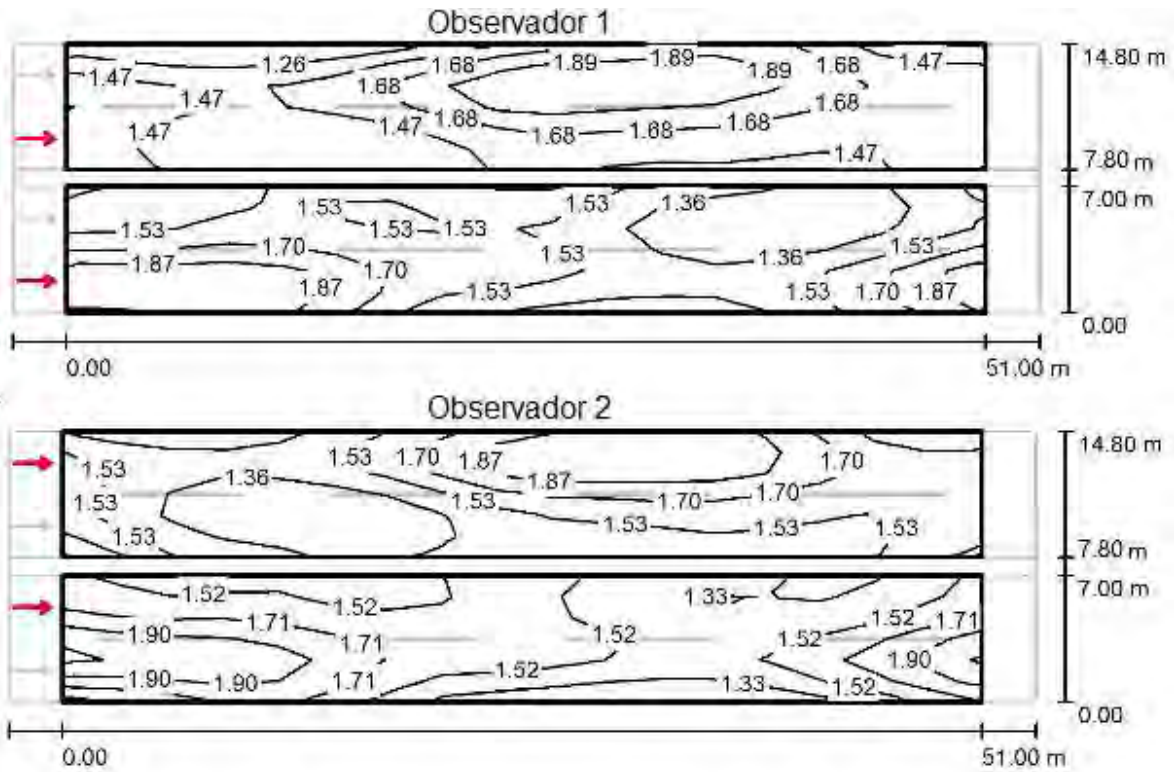 Observador 1
14.80 m
1.26 1.68 1.89 1.89 1.89 1.68 1.47
1.47 1.47 1.68 1.68
1.47 1.47 1.68 1.68 1.68 1.68
1.47
7.80 m
7.00 m
1.53 1.53 1.36
1.53 1.53 1.53
1.70 1.53 1.36 1.53
1.87 1.70
1.87 1.53 1.53 1.70 1.87
0.00
0.00 51.00 m
Observador 2
14.80 m
1.53 1.36 1.53 1.70 1.87 1.70
1.53 1.53 1.87 1.70 1.70
1.53 1.53 1.53 1.53
7.80 m
7.00 m
1.52 1.52 1.33
1.90 1.71 1.71 1.52 1.52 1.52 1.71
1.52 1.90
1.90 1.90 1.71 1.33 1.52
0.00
0.00 51.00 m